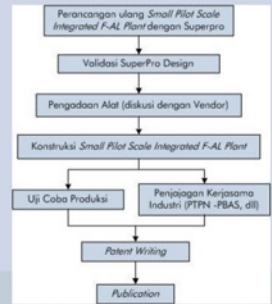 Perancangan ulang Small Pilot Scale
Integrated F-AL Plant dengan Superpro
Validasi SuperPro Design
Pengadaan Alat (diskusi dengan Vendor)
Konstruksi Small Pilot Scale Integrated F-AL Plant
Uji Coba Produksi
Penjajagan Kerjasama
Industri (PTPN -PBAS, dll)
Patent Writing
Publication